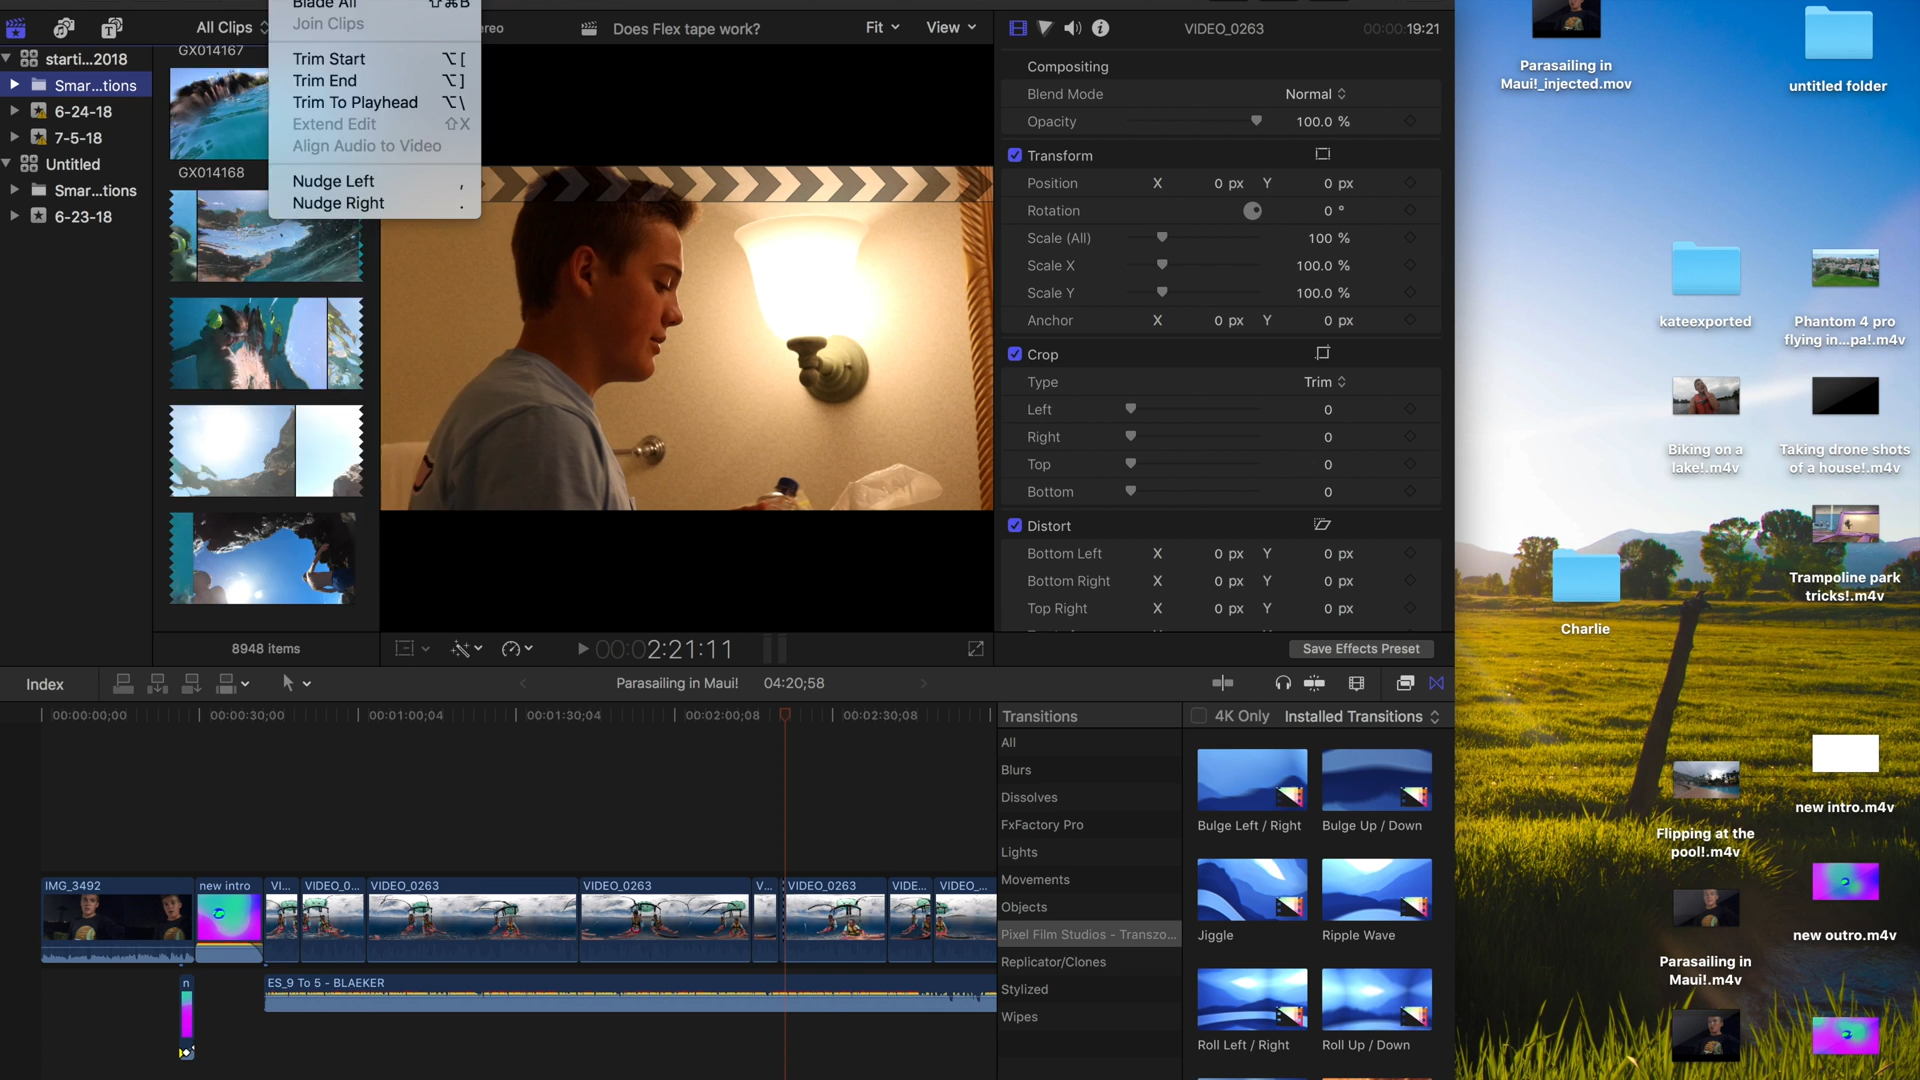 Blade All ⇧⌘B
Join Clips
Trim Start ⌥[
Trim End ⌥]
Trim To Playhead ⌥\
Extend Edit ⇧X
Align Audio to Video
Nudge Left ,
Nudge Right .
All Clips
Does Flex tape work?
Fit
View
VIDEO_0263
00:00:19:21
starti...2018
Smar...tions
6-24-18
7-5-18
Untitled
Smar...tions
6-23-18
GX014167
GX014168
8948 items
00:02:21:11
Compositing
Blend Mode Normal
Opacity 100.0 %
Transform
Position X 0 px Y 0 px
Rotation 0 °
Scale (All) 100 %
Scale X 100.0 %
Scale Y 100.0 %
Anchor X 0 px Y 0 px
Crop
Type Trim
Left 0
Right 0
Top 0
Bottom 0
Distort
Bottom Left X 0 px Y 0 px
Bottom Right X 0 px Y 0 px
Top Right X 0 px Y 0 px
Save Effects Preset
Index
Parasailing in Maui! 04:20;58
00:00:00;00
00:00:30;00
00:01:00;04
00:01:30;04
00:02:00;08
00:02:30;08
IMG_3492
new intro
VI...
VIDEO_0...
VIDEO_0263
VIDEO_0263
V...
VIDEO_0263
VIDE...
VIDEO_...
n
ES_9 To 5 - BLAEKER
Transitions
4K Only
Installed Transitions
All
Blurs
Dissolves
FxFactory Pro
Lights
Movements
Objects
Pixel Film Studios - Transzo...
Replicator/Clones
Stylized
Wipes
Bulge Left / Right
Bulge Up / Down
Jiggle
Ripple Wave
Roll Left / Right
Roll Up / Down
Parasailing in
Maui!_injected.mov
untitled folder
kateexported
Phantom 4 pro
flying in...pa!.m4v
Biking on a
lake!.m4v
Taking drone shots
of a house!.m4v
Trampoline park
tricks!.m4v
Charlie
new intro.m4v
Flipping at the
pool!.m4v
new outro.m4v
Parasailing in
Maui!.m4v